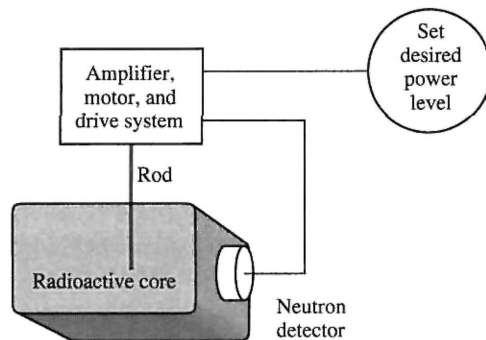 Set
desired
power
level
Amplifier,
motor, and
drive system
Rod
Radioactive core
Neutron
detector